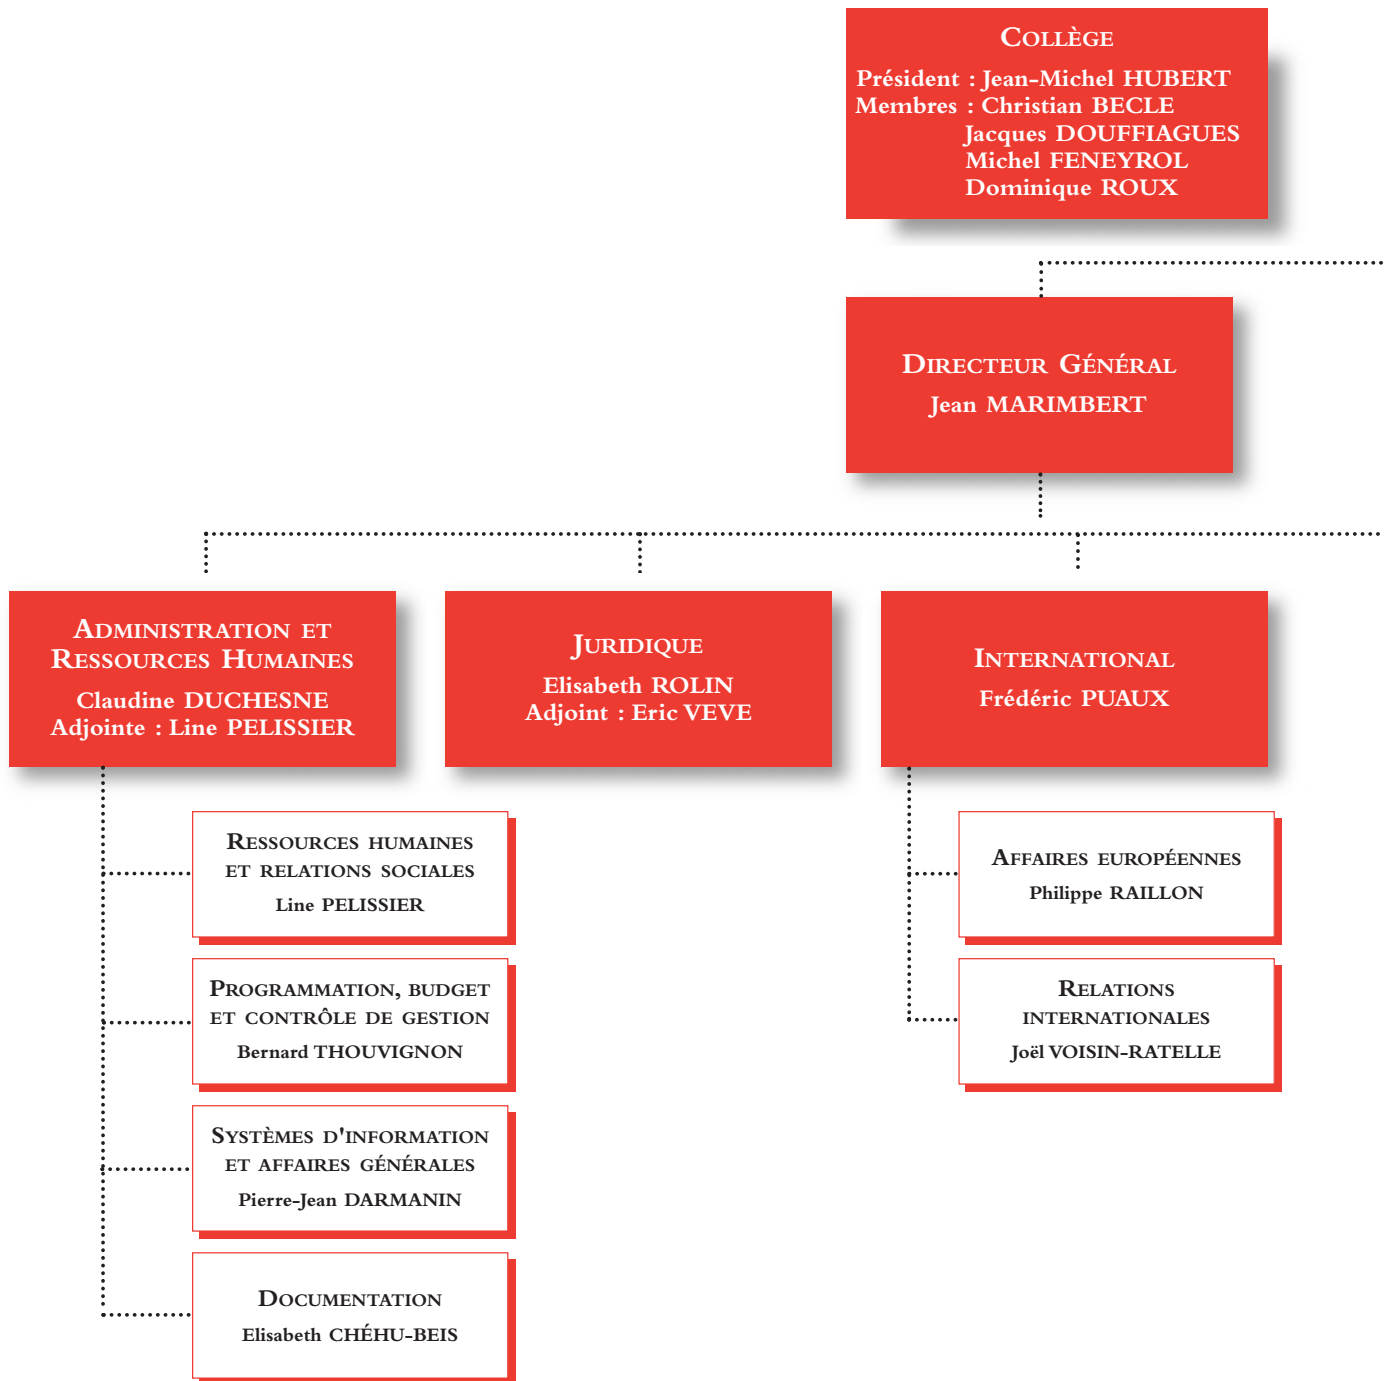 COLLÈGE
Président : Jean-Michel HUBERT
Membres : Christian BECLE
Jacques DOUFFIAGUES
Michel FENEYROL
Dominique ROUX
DIRECTEUR GÉNÉRAL
Jean MARIMBERT
ADMINISTRATION ET
RESSOURCES HUMAINES
Claudine DUCHESNE
Adjointe : Line PELISSIER
JURIDIQUE
Elisabeth ROLIN
Adjoint : Eric VEVE
INTERNATIONAL
Frédéric PUAUX
RESSOURCES HUMAINES
ET RELATIONS SOCIALES
Line PELISSIER
PROGRAMMATION, BUDGET
ET CONTRÔLE DE GESTION
Bernard THOUVIGNON
SYSTÈMES D'INFORMATION
ET AFFAIRES GÉNÉRALES
Pierre-Jean DARMANIN
DOCUMENTATION
Elisabeth CHÉHU-BEIS
AFFAIRES EUROPÉENNES
Philippe RAILLON
RELATIONS
INTERNATIONALES
Joël VOISIN-RATELLE